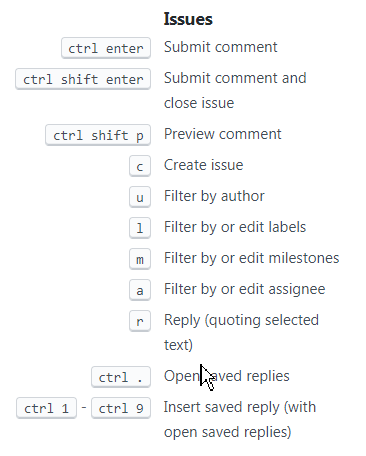 Issues
ctrl enter Submit comment
ctrl shift enter Submit comment and
close issue
ctrl shift p Preview comment
c Create issue
u Filter by author
l Filter by or edit labels
m Filter by or edit milestones
a Filter by or edit assignee
r Reply (quoting selected
text)
ctrl . Open saved replies
ctrl 1 - ctrl 9 Insert saved reply (with
open saved replies)